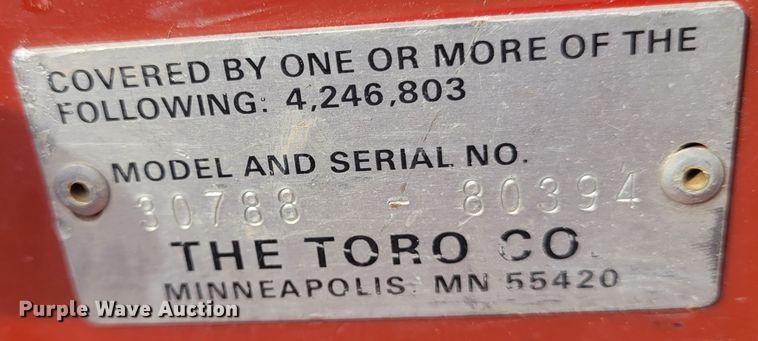 COVERED BY ONE OR MORE OF THE
FOLLOWING: 4,246,803
MODEL AND SERIAL NO.
30788 - 80394
THE TORO CO.
MINNEAPOLIS, MN 55420
Purple Wave Auction